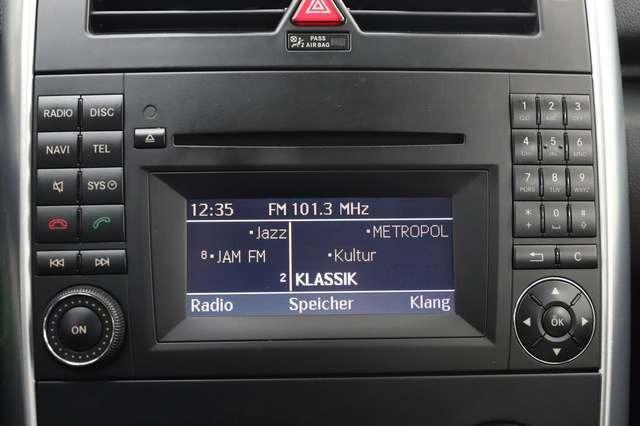 PASS
2 AIR BAG
RADIO DISC
NAVI TEL
SYS
ON
12:35 FM 101.3 MHz
Jazz METROPOL
8 JAM FM Kultur
2 KLASSIK
Radio Speicher Klang
1 2 ABC 3 DEF
4 GHI 5 JKL 6 MNO
7 PQRS 8 TUV 9 WXYZ
* 0 #
C
OK